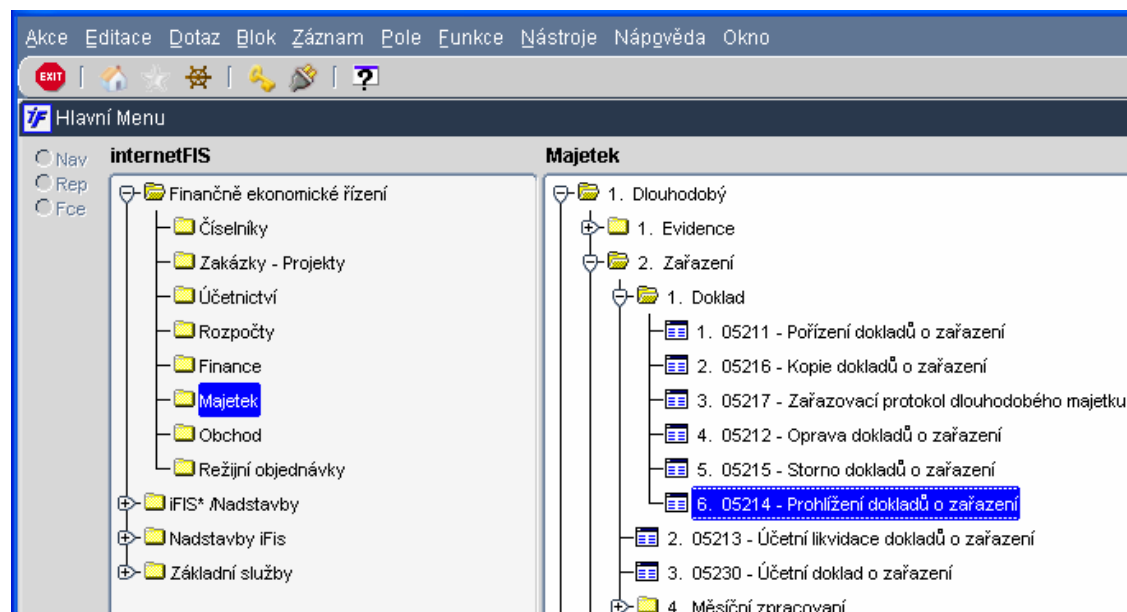 Akce Editace Dotaz Blok Záznam Pole Funkce Nástroje Nápověda Okno
EXIT
Hlavní Menu
Nav
Rep
Fce
internetFIS
Finančně ekonomické řízení
Číselníky
Zakázky - Projekty
Účetnictví
Rozpočty
Finance
Majetek
Obchod
Režijní objednávky
iFIS* /Nadstavby
Nadstavby iFis
Základní služby
Majetek
1. Dlouhodobý
1. Evidence
2. Zařazení
1. Doklad
1. 05211 - Pořízení dokladů o zařazení
2. 05216 - Kopie dokladů o zařazení
3. 05217 - Zařazovací protokol dlouhodobého majetku
4. 05212 - Oprava dokladů o zařazení
5. 05215 - Storno dokladů o zařazení
6. 05214 - Prohlížení dokladů o zařazení
2. 05213 - Účetní likvidace dokladů o zařazení
3. 05230 - Účetní doklad o zařazení
4. Měsíční zpracovaní